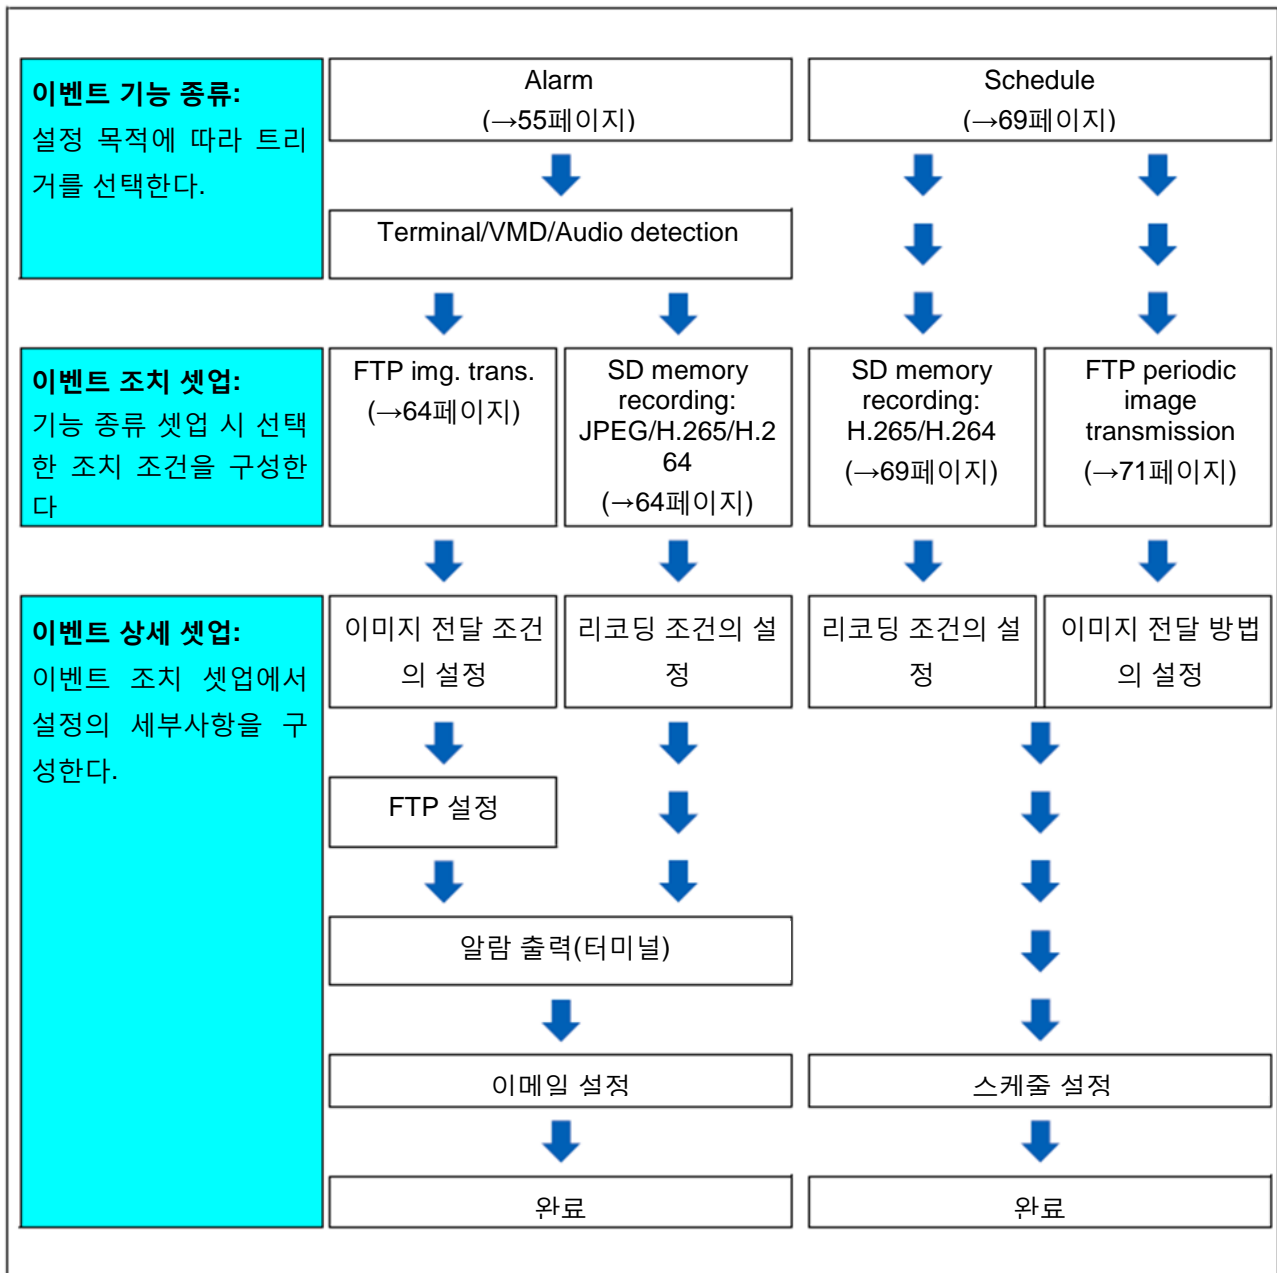 이벤트 기능 종류:
설정 목적에 따라 트리
거를 선택한다.
Alarm
(→55페이지)
Schedule
(→69페이지)
Terminal/VMD/Audio detection
이벤트 조치 셋업:
기능 종류 셋업 시 선택
한 조치 조건을 구성한
다
FTP img. trans.
(→64페이지)
SD memory
recording:
JPEG/H.265/H.2
64
(→64페이지)
SD memory
recording:
H.265/H.264
(→69페이지)
FTP periodic
image
transmission
(→71페이지)
이벤트 상세 셋업:
이벤트 조치 셋업에서
설정의 세부사항을 구
성한다.
이미지 전달 조건
의 설정
리코딩 조건의 설
정
리코딩 조건의 설
정
이미지 전달 방법
의 설정
FTP 설정
알람 출력(터미널)
이메일 설정
스케줄 설정
완료
완료